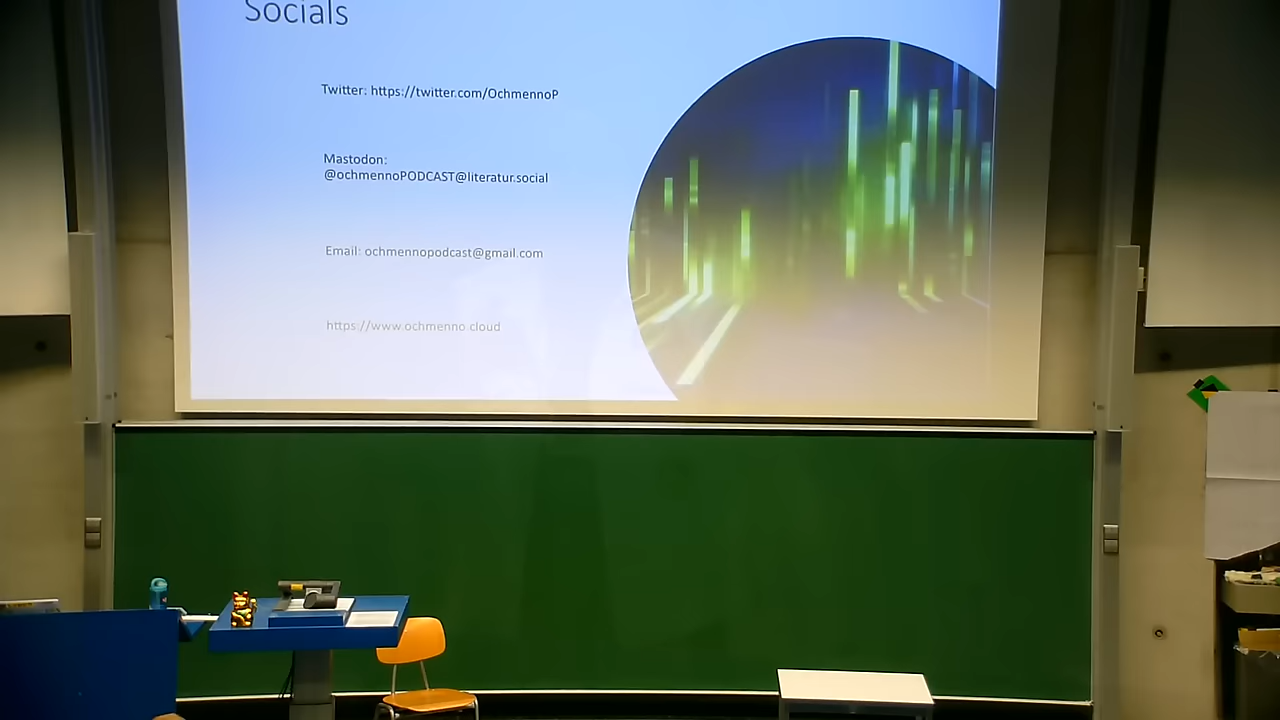 Socials
Twitter: https://twitter.com/OchmennoP
Mastodon:
@ochmennoPODCAST@literatur.social
Email: ochmennopodcast@gmail.com
https://www.ochmenno.cloud